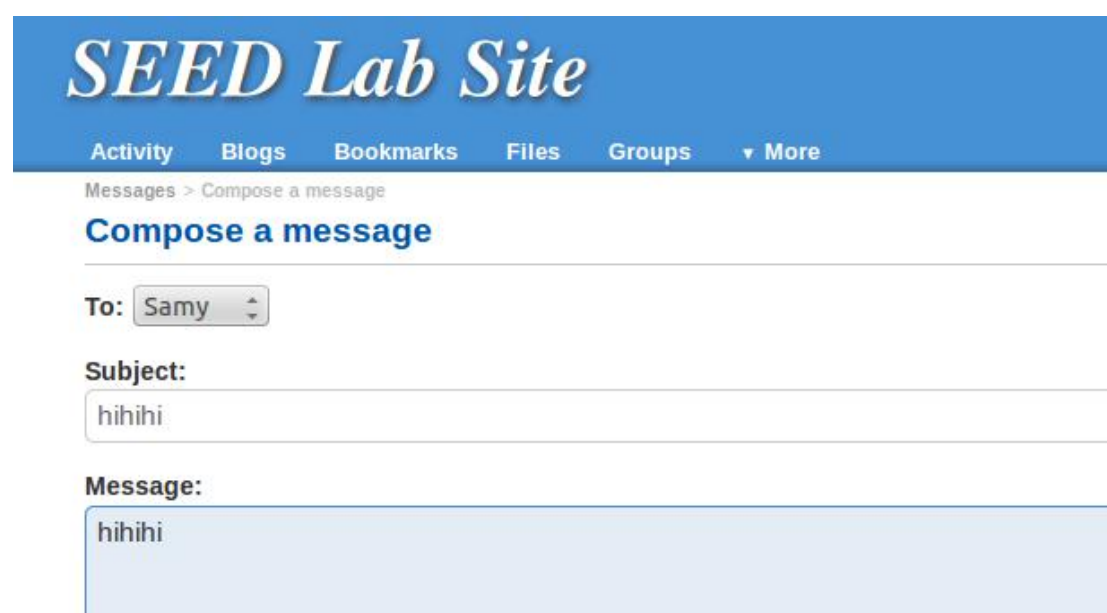 SEED Lab Site
Activity Blogs Bookmarks Files Groups ▼ More
Messages > Compose a message
Compose a message
To: Samy
Subject:
hihihi
Message:
hihihi